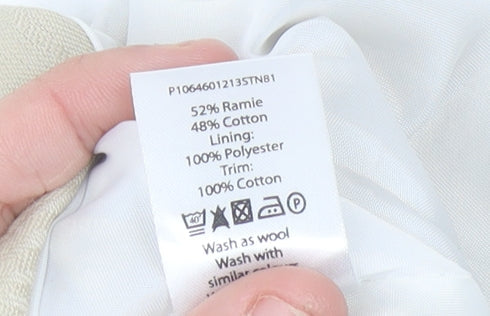 P1064601213STN81
52% Ramie
48% Cotton
Lining:
100% Polyester
Trim:
100% Cotton
40° P
Wash as wool
Wash with
similar colours